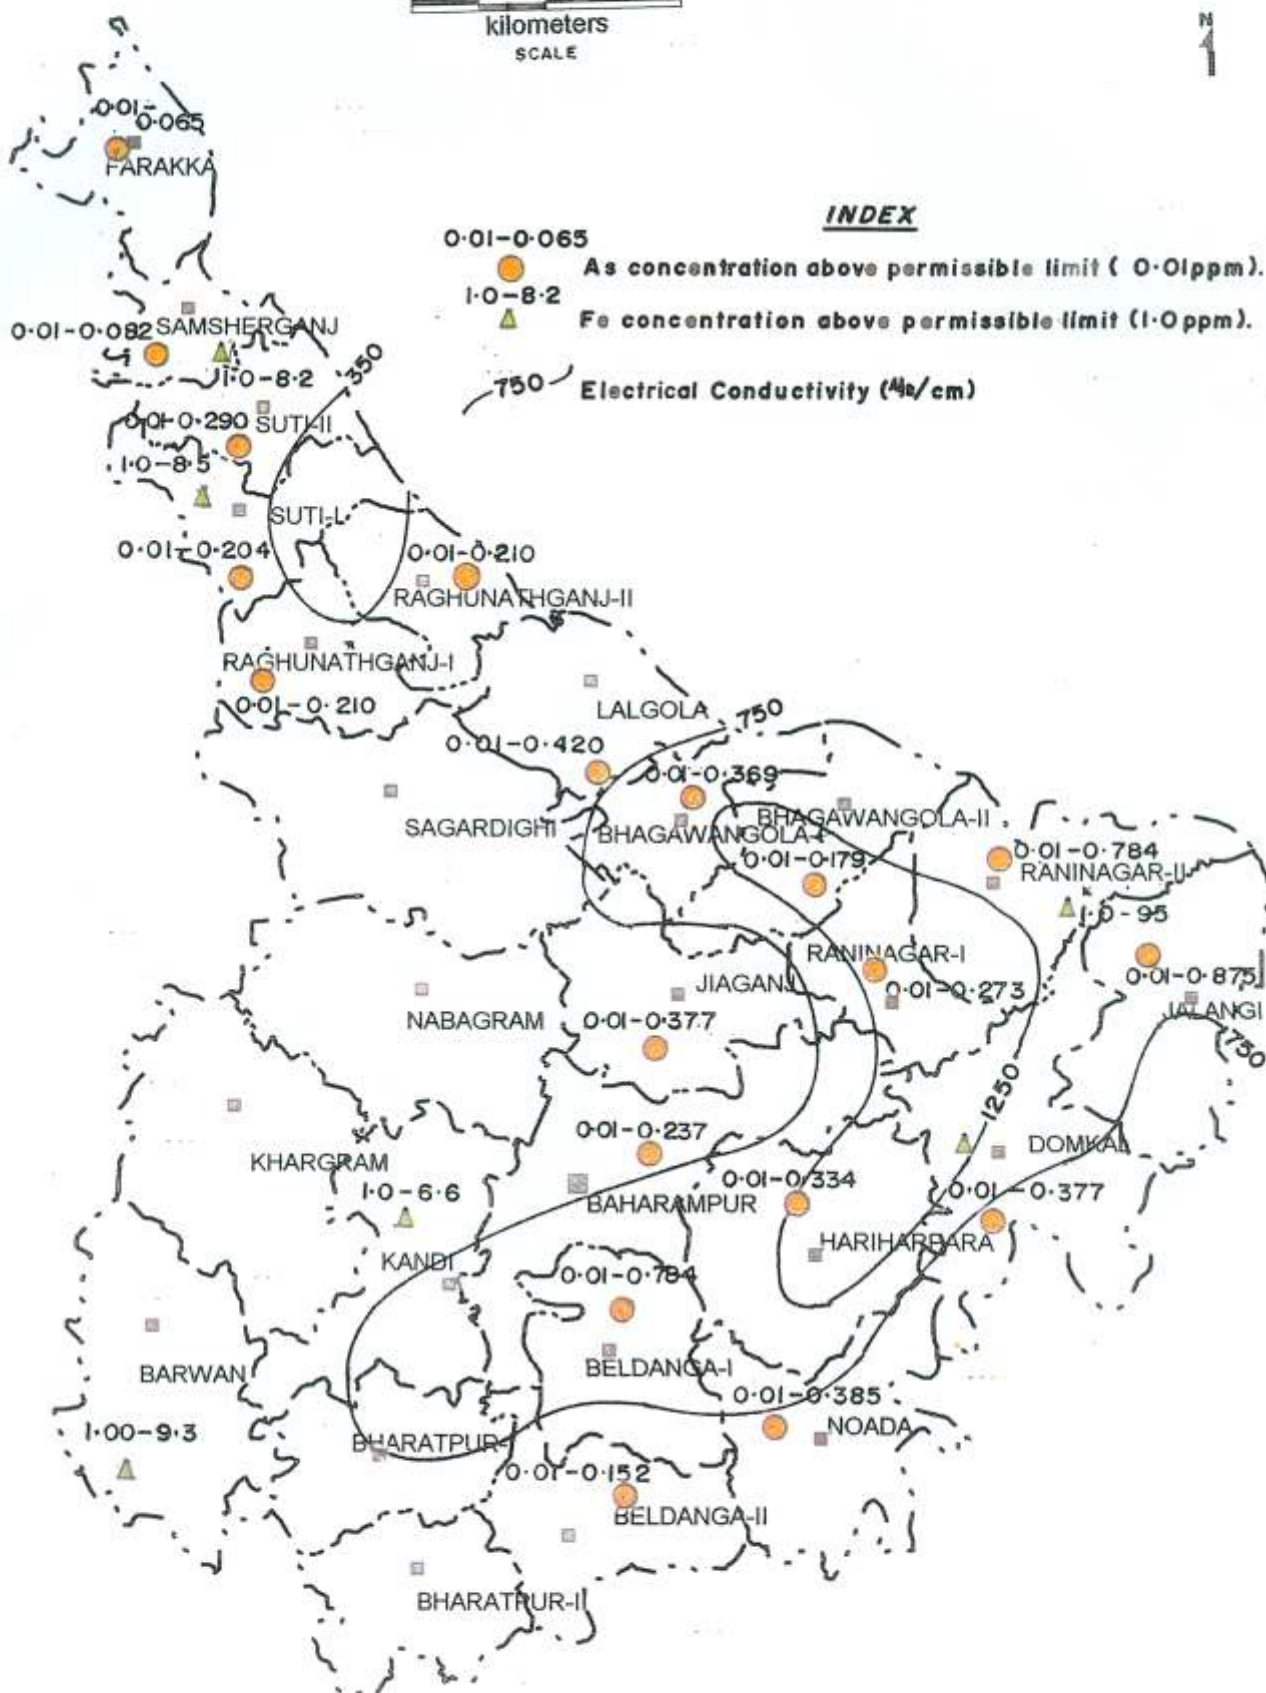 kilometers
SCALE
N
0.01-
0.065
FARAKKA
INDEX
0.01-0.065
As concentration above permissible limit ( 0.01ppm).
1.0-8.2
Fe concentration above permissible limit (1.0ppm).
750
Electrical Conductivity (    /cm)
0.01-0.082
SAMSHERGANJ
1.0-8.2
350
0.01-0.290
SUTI-II
1.0-8.5
SUTI-I
0.01-0.204
0.01-0.210
RAGHUNATHGANJ-II
RAGHUNATHGANJ-I
0.01-0.210
LALGOLA
750
0.01-0.420
0.01-0.369
SAGARDIGHI
BHAGAWANGOLA-I
BHAGAWANGOLA-II
0.01-0.179
0.01-0.784
RANINAGAR-II
1.0-95
RANINAGAR-I
0.01-0.273
0.01-0.875
JALANGI
750
JIAGANJ
NABAGRAM
0.01-0.377
1250
DOMKAL
0.01-0.237
KHARGRAM
1.0-6.6
BAHARAMPUR
0.01-0.334
0.01-0.377
HARIHARPARA
KANDI
0.01-0.784
BARWAN
BELDANGA-I
0.01-0.385
NOADA
1.00-9.3
BHARATPUR-I
0.01-0.152
BELDANGA-II
BHARATPUR-II